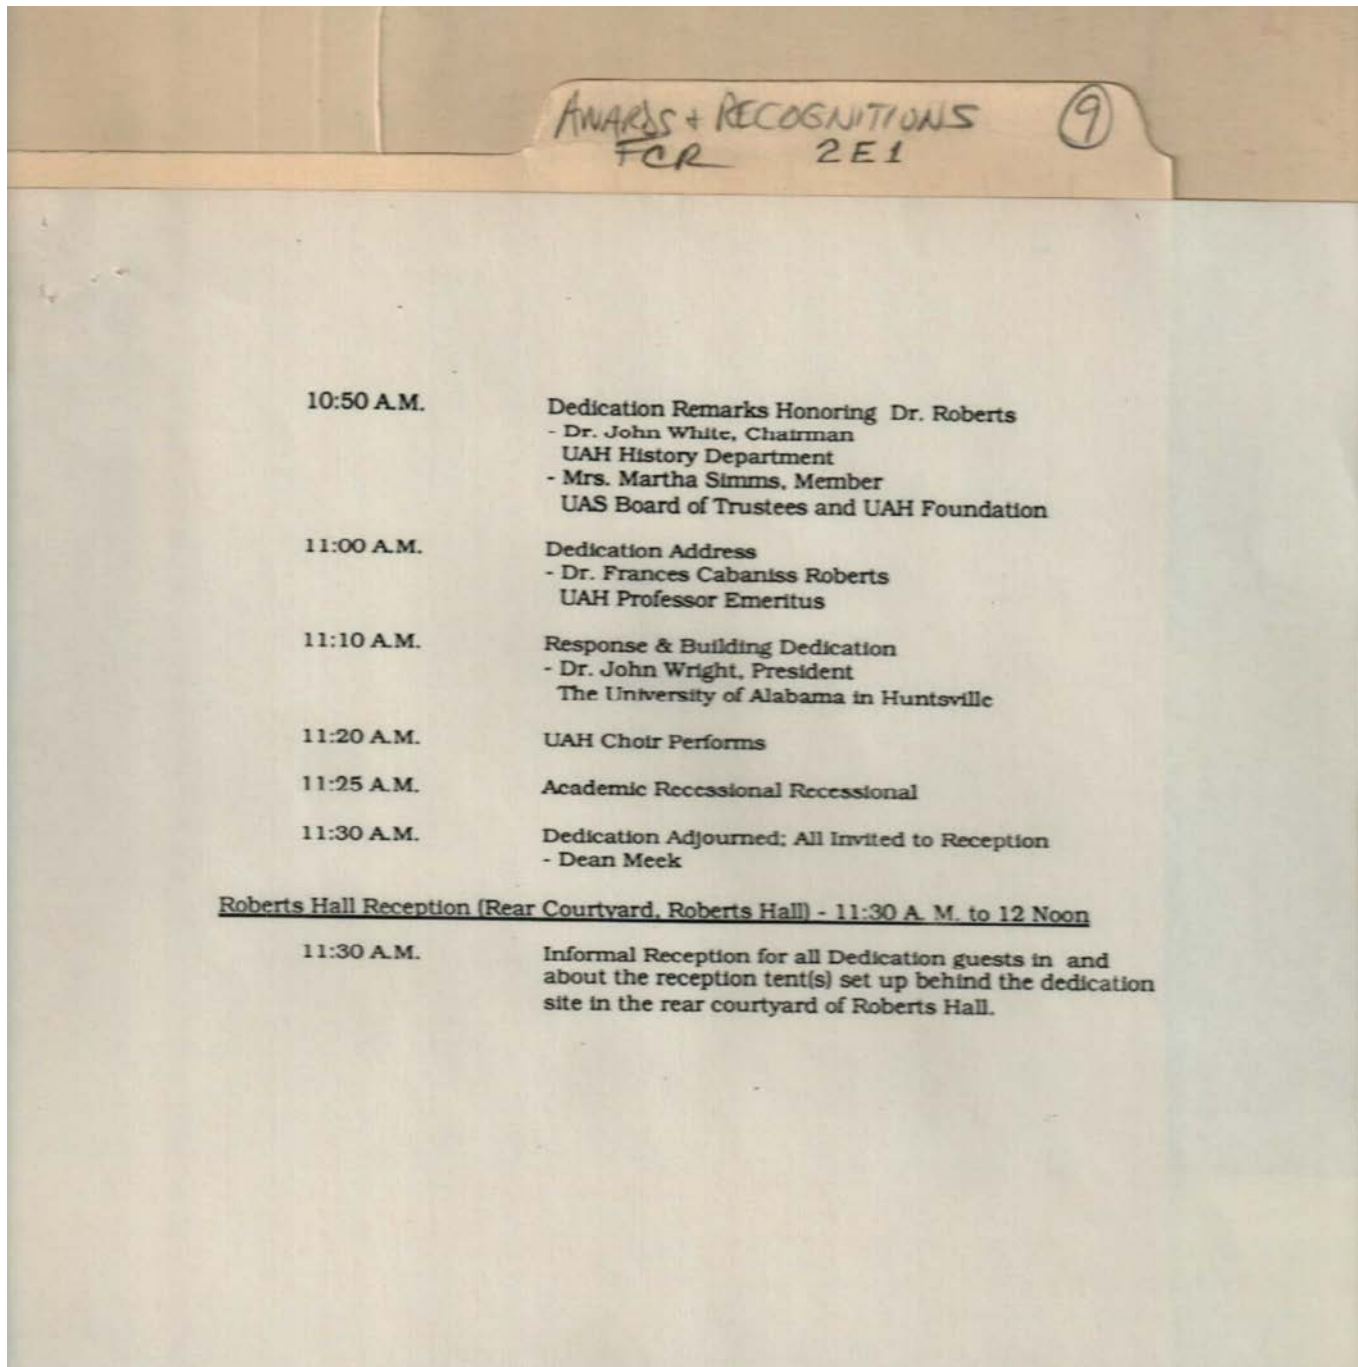 AWARDS + RECOGNITIONS 9
FCR 2E1
10:50 A.M. Dedication Remarks Honoring Dr. Roberts
- Dr. John White, Chairman
UAH History Department
- Mrs. Martha Simms, Member
UAS Board of Trustees and UAH Foundation
11:00 A.M. Dedication Address
- Dr. Frances Cabaniss Roberts
UAH Professor Emeritus
11:10 A.M. Response & Building Dedication
- Dr. John Wright, President
The University of Alabama in Huntsville
11:20 A.M. UAH Choir Performs
11:25 A.M. Academic Recessional Recessional
11:30 A.M. Dedication Adjourned; All Invited to Reception
- Dean Meek
Roberts Hall Reception (Rear Courtyard, Roberts Hall) - 11:30 A. M. to 12 Noon
11:30 A.M. Informal Reception for all Dedication guests in and
about the reception tent(s) set up behind the dedication
site in the rear courtyard of Roberts Hall.